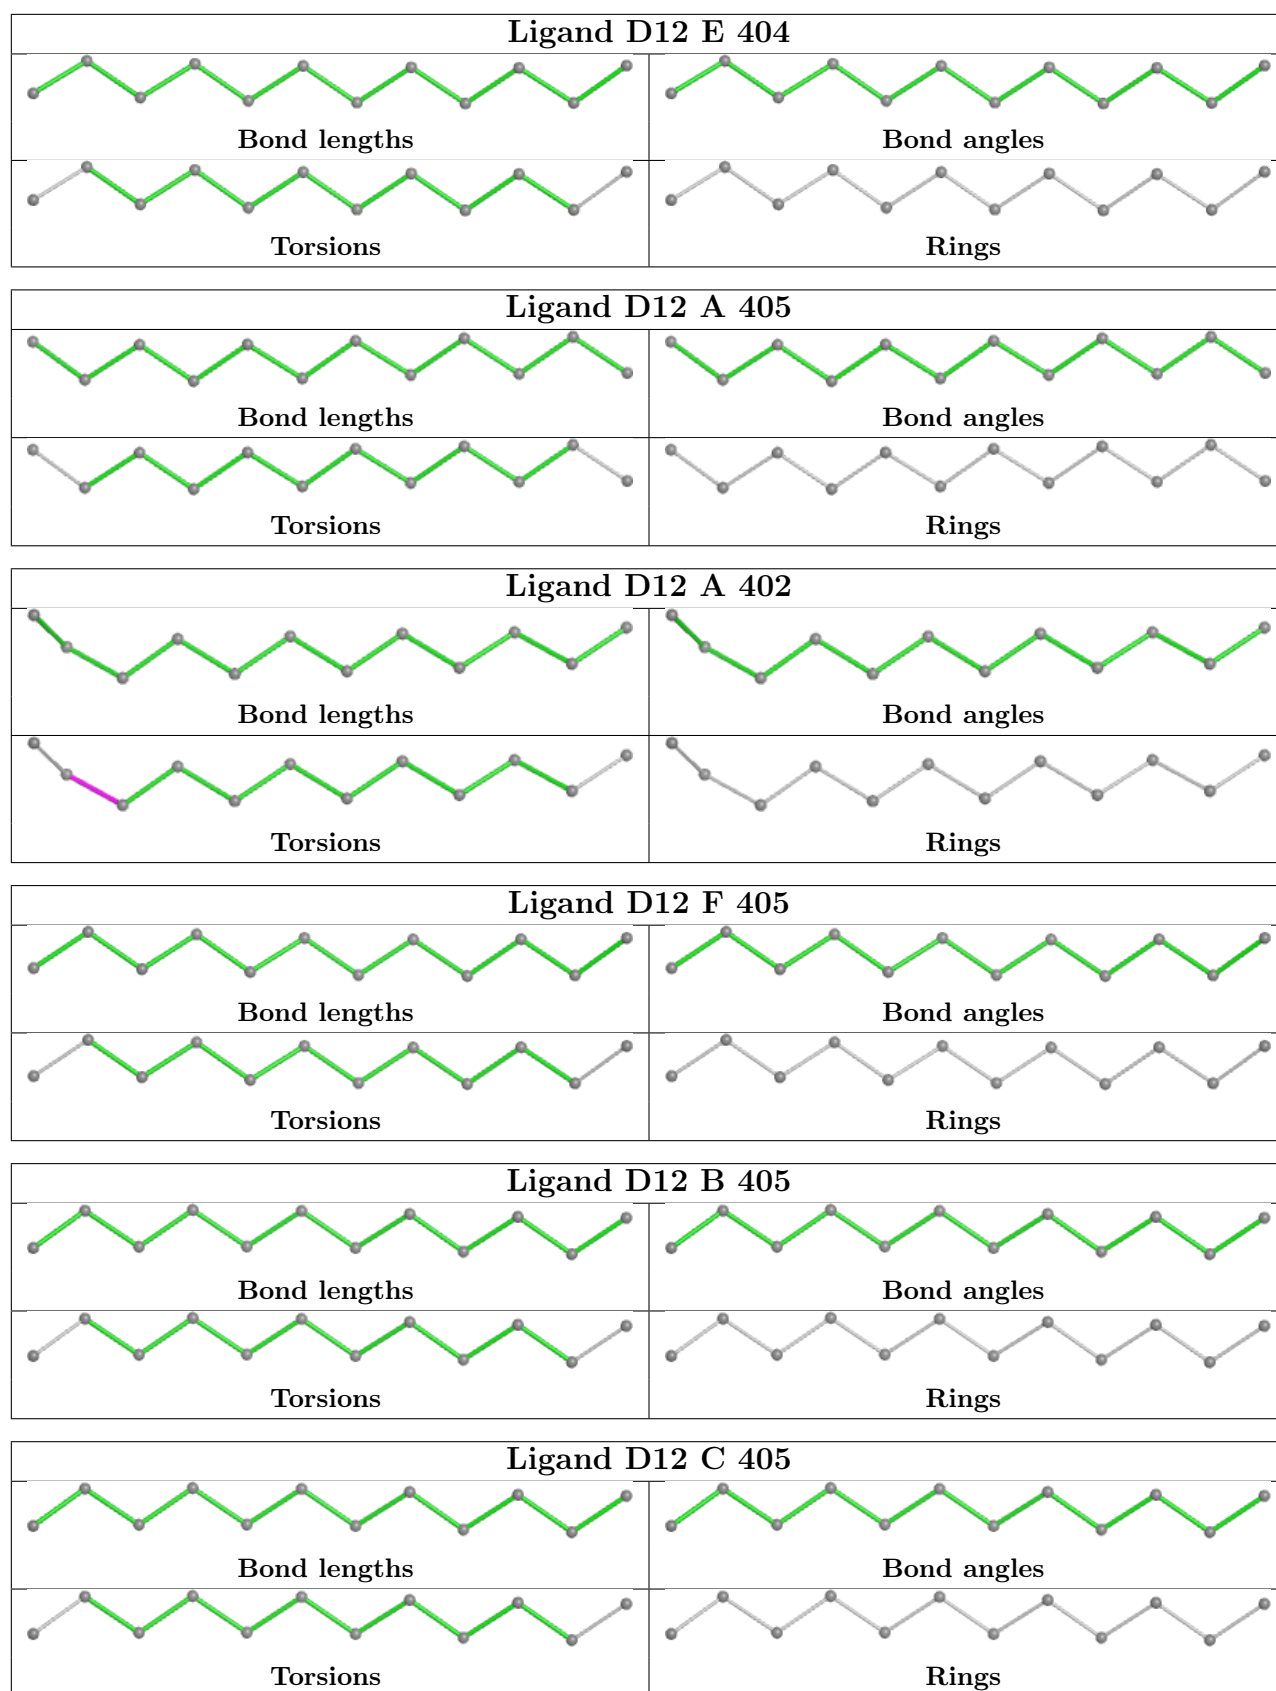 Ligand D12 E 404
Bond lengths
Bond angles
Torsions
Rings
Ligand D12 A 405
Bond lengths
Bond angles
Torsions
Rings
Ligand D12 A 402
Bond lengths
Bond angles
Torsions
Rings
Ligand D12 F 405
Bond lengths
Bond angles
Torsions
Rings
Ligand D12 B 405
Bond lengths
Bond angles
Torsions
Rings
Ligand D12 C 405
Bond lengths
Bond angles
Torsions
Rings